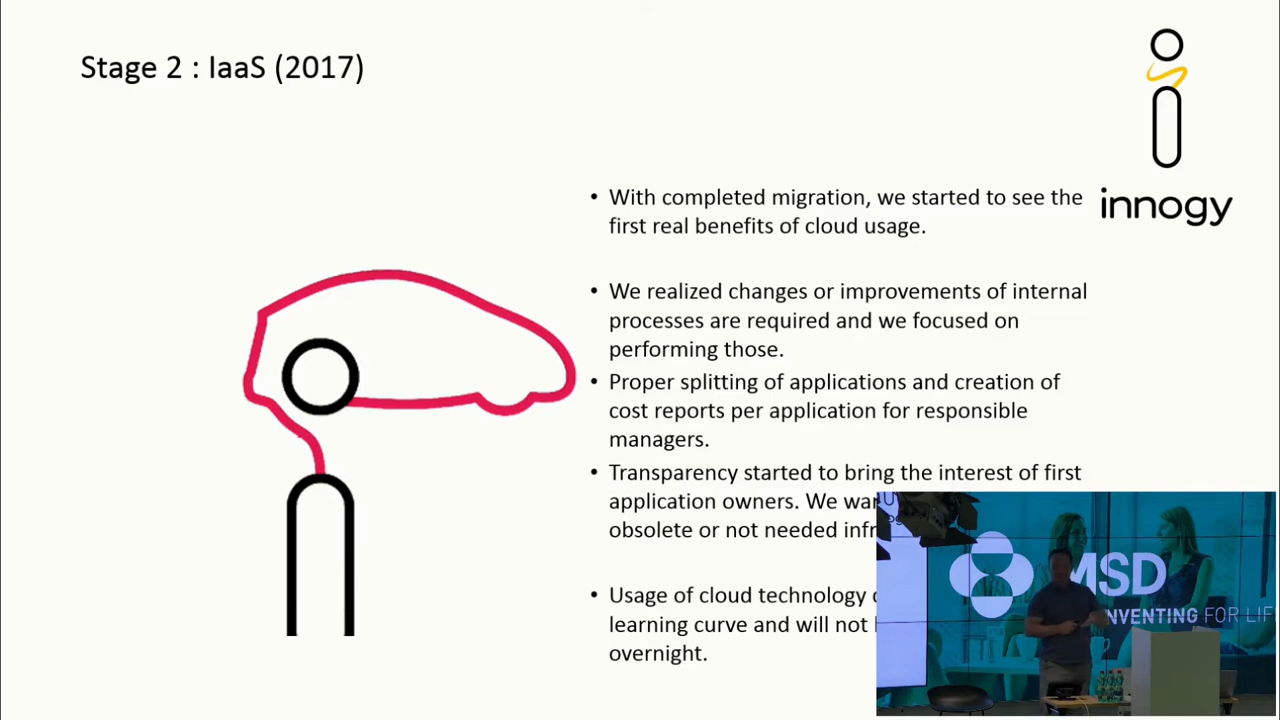 Stage 2 : IaaS (2017)
innogy
• With completed migration, we started to see the
first real benefits of cloud usage.
• We realized changes or improvements of internal
processes are required and we focused on
performing those.
• Proper splitting of applications and creation of
cost reports per application for responsible
managers.
• Transparency started to bring the interest of first
application owners. We
obsolete or not needed
• Usage of cloud technology
learning curve and will not
overnight.
MSD
INVENTING FOR